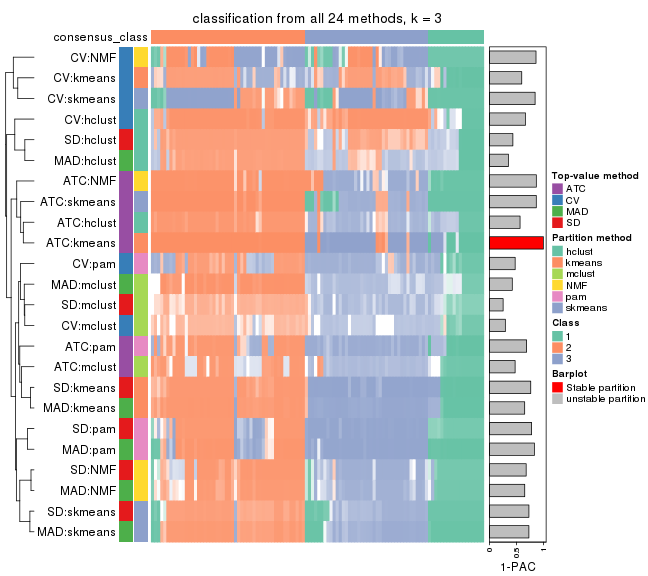 classification from all 24 methods, k = 3
consensus_class
CV:NMF
CV:kmeans
CV:skmeans
CV:hclust
SD:hclust
MAD:hclust
ATC:NMF
ATC:skmeans
ATC:hclust
ATC:kmeans
CV:pam
MAD:mclust
SD:mclust
CV:mclust
ATC:pam
ATC:mclust
SD:kmeans
MAD:kmeans
SD:pam
MAD:pam
SD:NMF
MAD:NMF
SD:skmeans
MAD:skmeans
0
0.5
1
1-PAC
Top-value method
ATC
CV
MAD
SD
Partition method
hclust
kmeans
mclust
NMF
pam
skmeans
Class
1
2
3
Barplot
Stable partition
unstable partition